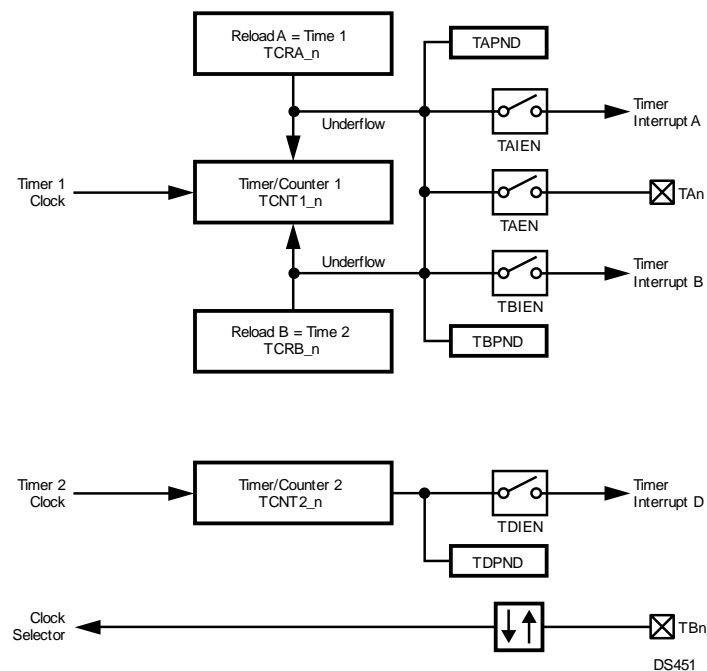 Reload A = Time 1
TCRA_n
TAPND
Underflow
Timer
Interrupt A
TAIEN
Timer 1
Clock
Timer/Counter 1
TCNT1_n
TAn
TAEN
Underflow
Timer
Interrupt B
TBIEN
Reload B = Time 2
TCRB_n
TBPND
Timer 2
Clock
Timer/Counter 2
TCNT2_n
Timer
Interrupt D
TDIEN
TDPND
Clock
Selector
TBn
DS451